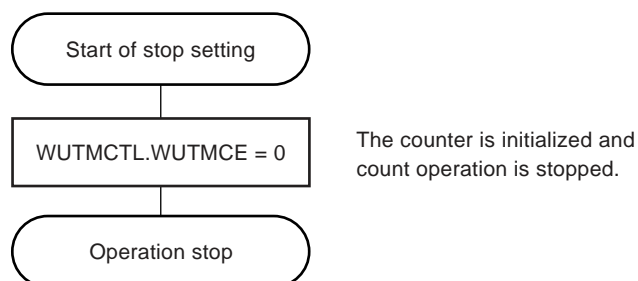 Start of stop setting
WUTMCTL.WUTMCE = 0
The counter is initialized and
count operation is stopped.
Operation stop